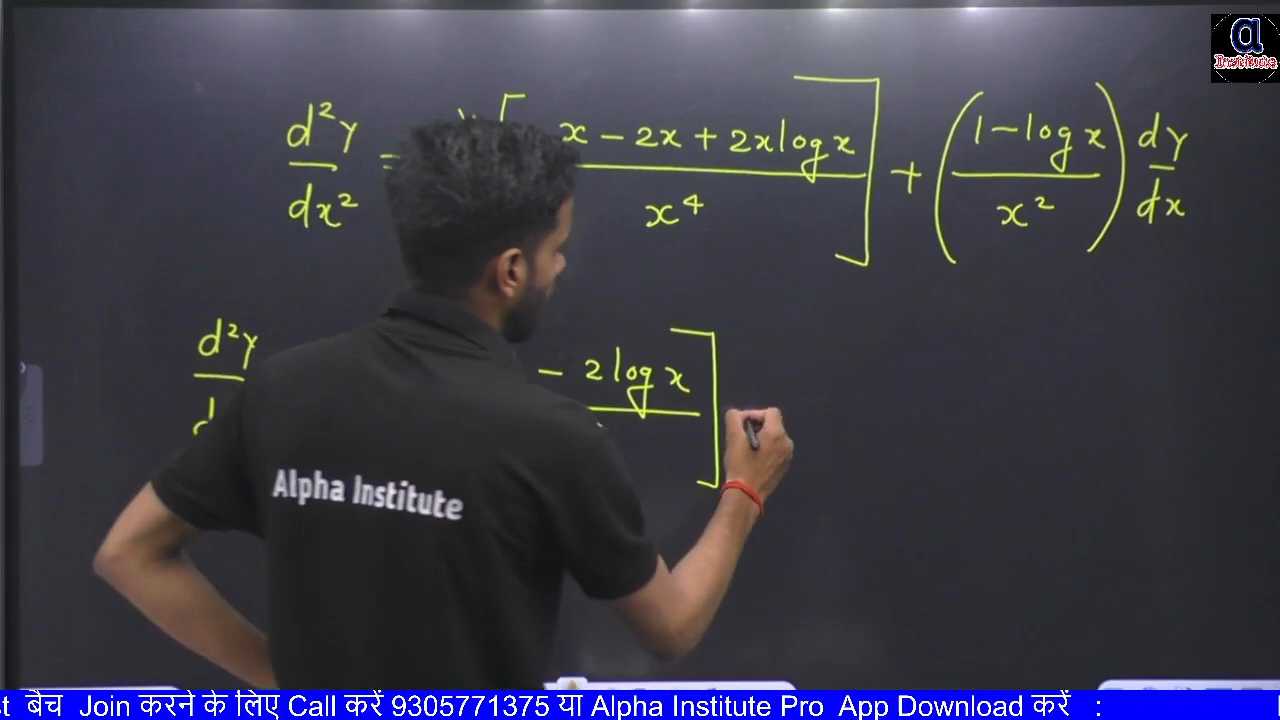 α
Institute
d²y/dx² = [x - 2x + 2x log x / x⁴] + (1 - log x / x²) dy/dx
d²y - 2 log x]
Alpha Institute
बैच Join करने के लिए Call करें 9305771375 या Alpha Institute Pro App Download करें :